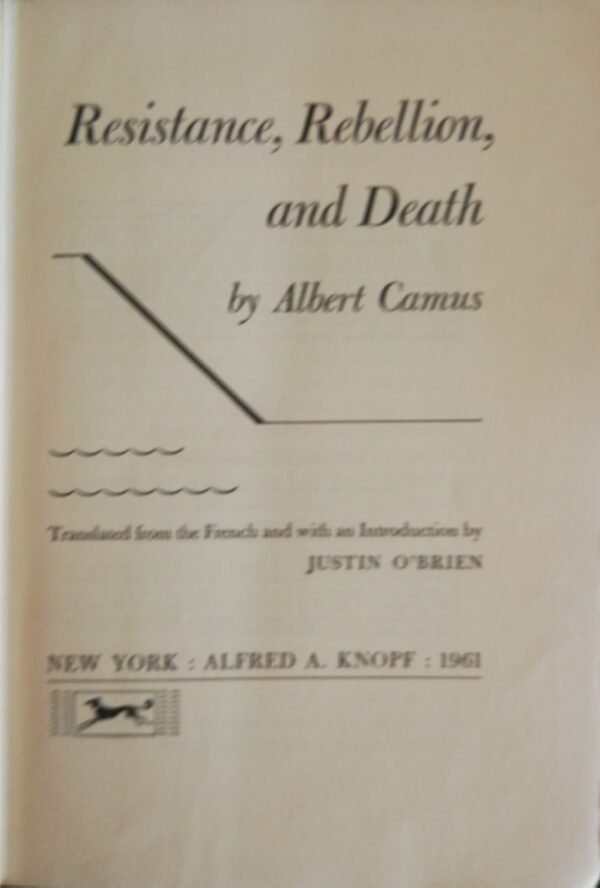 Resistance, Rebellion,
and Death
by Albert Camus
Translated from the French and with an Introduction by
JUSTIN O'BRIEN
NEW YORK : ALFRED A. KNOPF : 1961